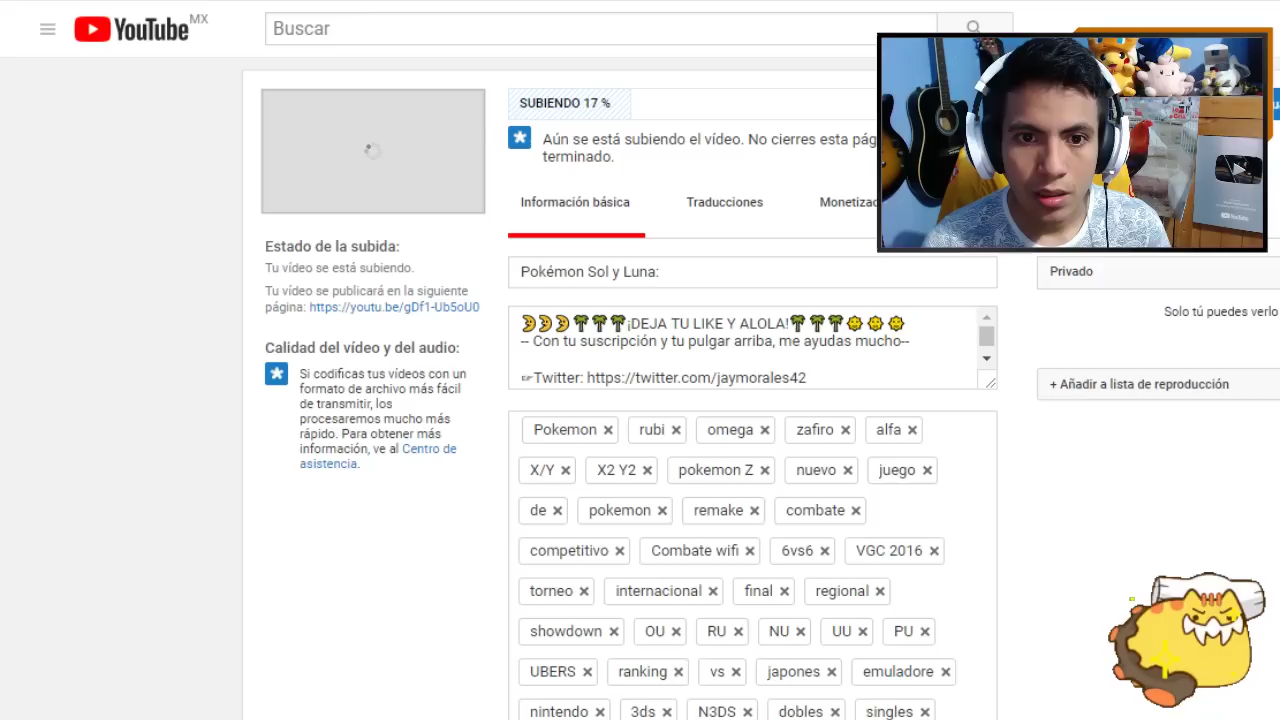 YouTube MX
Buscar
SUBIENDO 17 %
Aún se está subiendo el vídeo. No cierres esta pág
terminado.
Información básica
Traducciones
Monetizac
Estado de la subida:
Tu vídeo se está subiendo.
Tu vídeo se publicará en la siguiente
página: https://youtu.be/gDf1-Ub5oU0
Calidad del vídeo y del audio:
Si codificas tus vídeos con un
formato de archivo más fácil
de transmitir, los
procesaremos mucho más
rápido. Para obtener más
información, ve al Centro de
asistencia.
Pokémon Sol y Luna:
¡DEJA TU LIKE Y ALOLA!
-- Con tu suscripción y tu pulgar arriba, me ayudas mucho--
☞Twitter: https://twitter.com/jaymorales42
Pokemon × rubi × omega × zafiro × alfa ×
X/Y × X2 Y2 × pokemon Z × nuevo × juego ×
de × pokemon × remake × combate ×
competitivo × Combate wifi × 6vs6 × VGC 2016 ×
torneo × internacional × final × regional ×
showdown × OU × RU × NU × UU × PU ×
UBERS × ranking × vs × japones × emuladore ×
nintendo × 3ds × N3DS × dobles × singles ×
Privado
Solo tú puedes verlo
+ Añadir a lista de reproducción